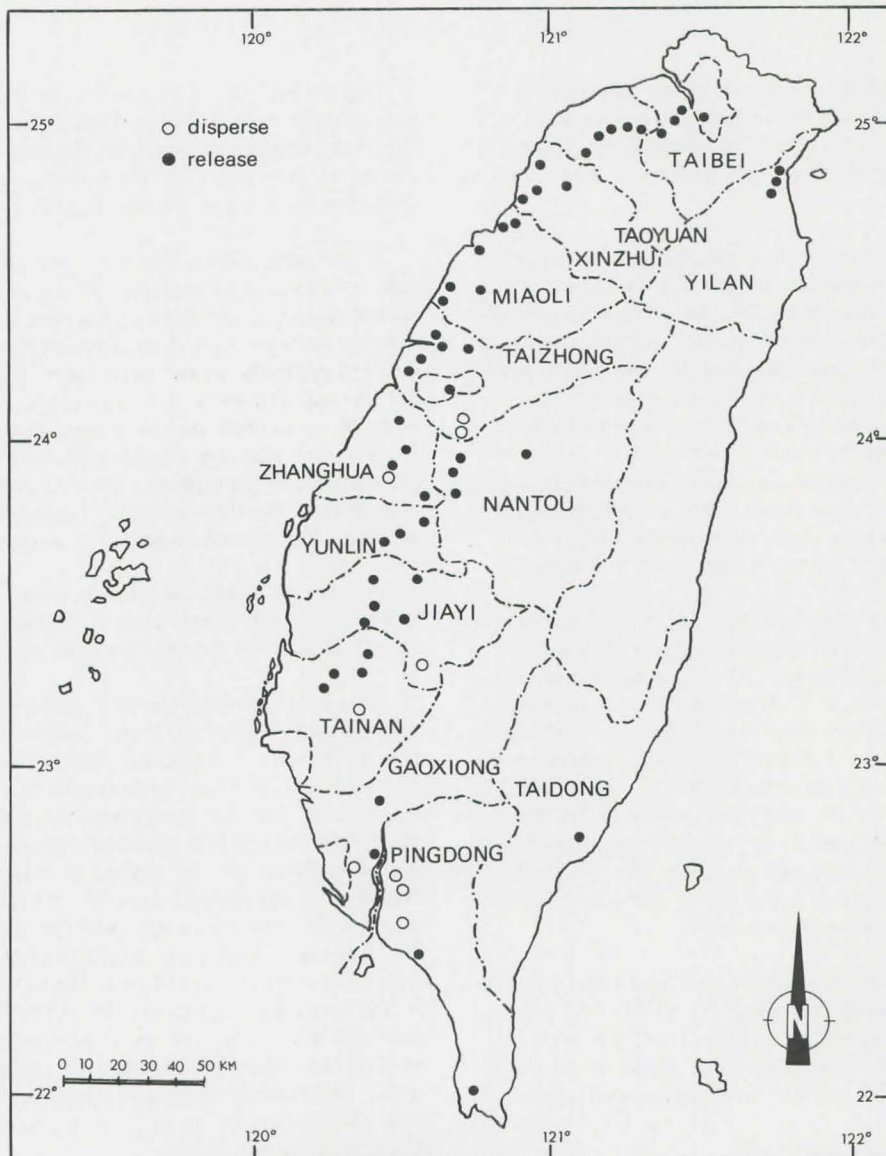 120° 121° 122°
25° 25°
○ disperse
● release
TAIBEI
TAOYUAN
XINZHU
YILAN
MIAOLI
TAIZHONG
24° 24°
ZHANGHUA
NANTOU
YUNLIN
JIAYI
TAINAN
23° 23°
GAOXIONG
TAIDONG
PINGDONG
N
0 10 20 30 40 50 KM
22° 22°
120° 121° 122°